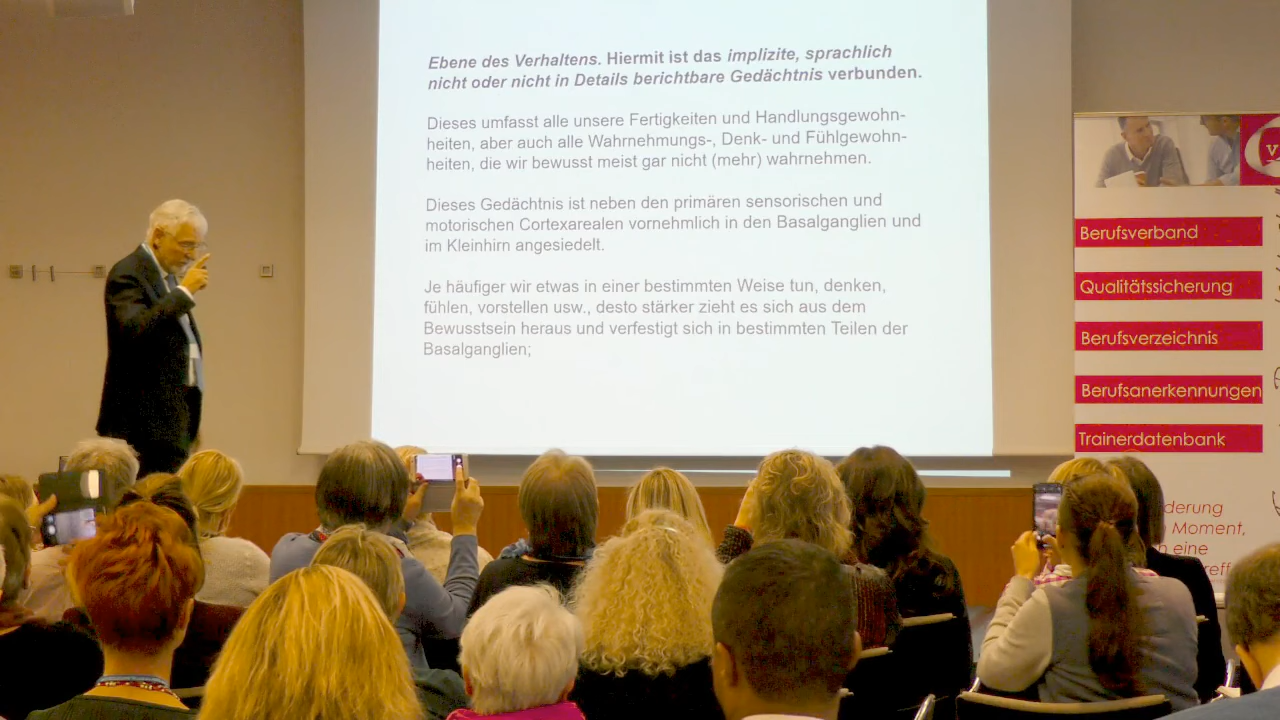 Ebene des Verhaltens. Hiermit ist das implizite, sprachlich
nicht oder nicht in Details berichtbare Gedächtnis verbunden.
Dieses umfasst alle unsere Fertigkeiten und Handlungsgewohn-
heiten, aber auch alle Wahrnehmungs-, Denk- und Fühlgewohn-
heiten, die wir bewusst meist gar nicht (mehr) wahrnehmen.
Dieses Gedächtnis ist neben den primären sensorischen und
motorischen Cortexarealen vornehmlich in den Basalganglien und
im Kleinhirn angesiedelt.
Je häufiger wir etwas in einer bestimmten Weise tun, denken,
fühlen, vorstellen usw., desto stärker zieht es sich aus dem
Bewusstsein heraus und verfestigt sich in bestimmten Teilen der
Basalganglien;
Berufsverband
Qualitätssicherung
Berufsverzeichnis
Berufsanerkennungen
Trainerdatenbank
Moment,
eine